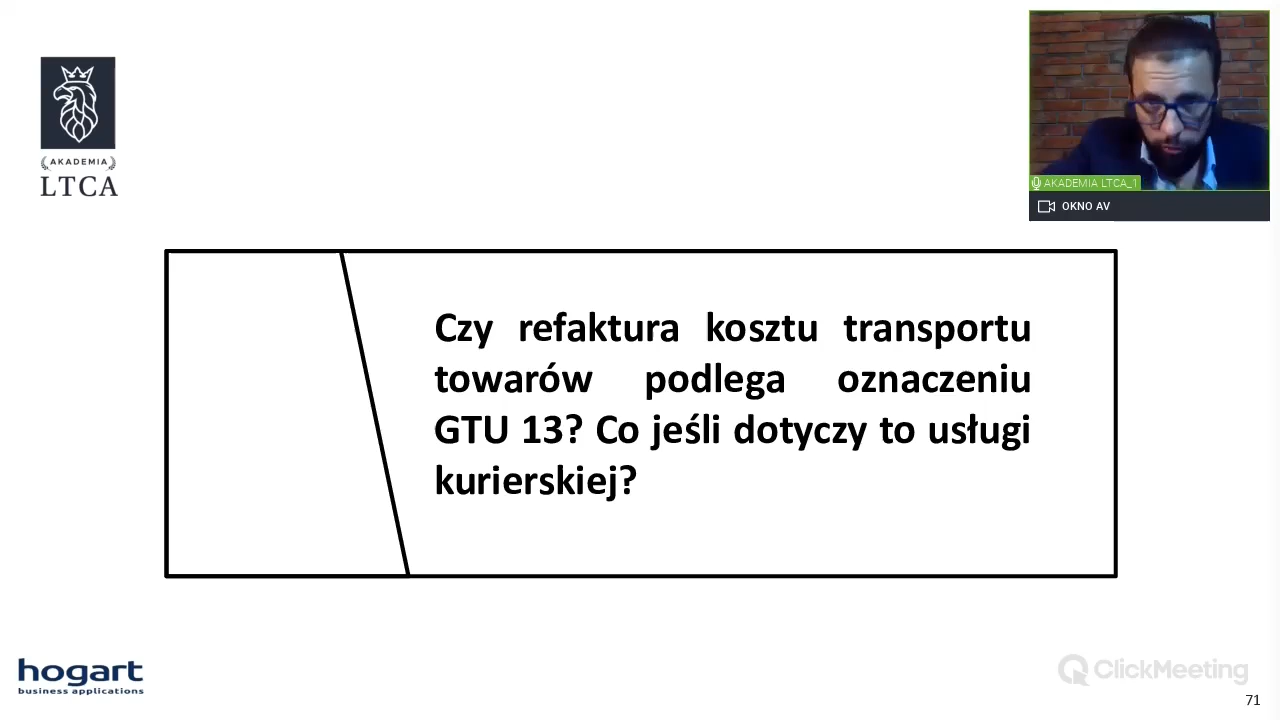 AKADEMIA
LTCA
AKADEMIA LTCA_1
OKNO AV
Czy refaktura kosztu transportu
towarów podlega oznaczeniu
GTU 13? Co jeśli dotyczy to usługi
kurierskiej?
hogart
business applications
ClickMeeting
71